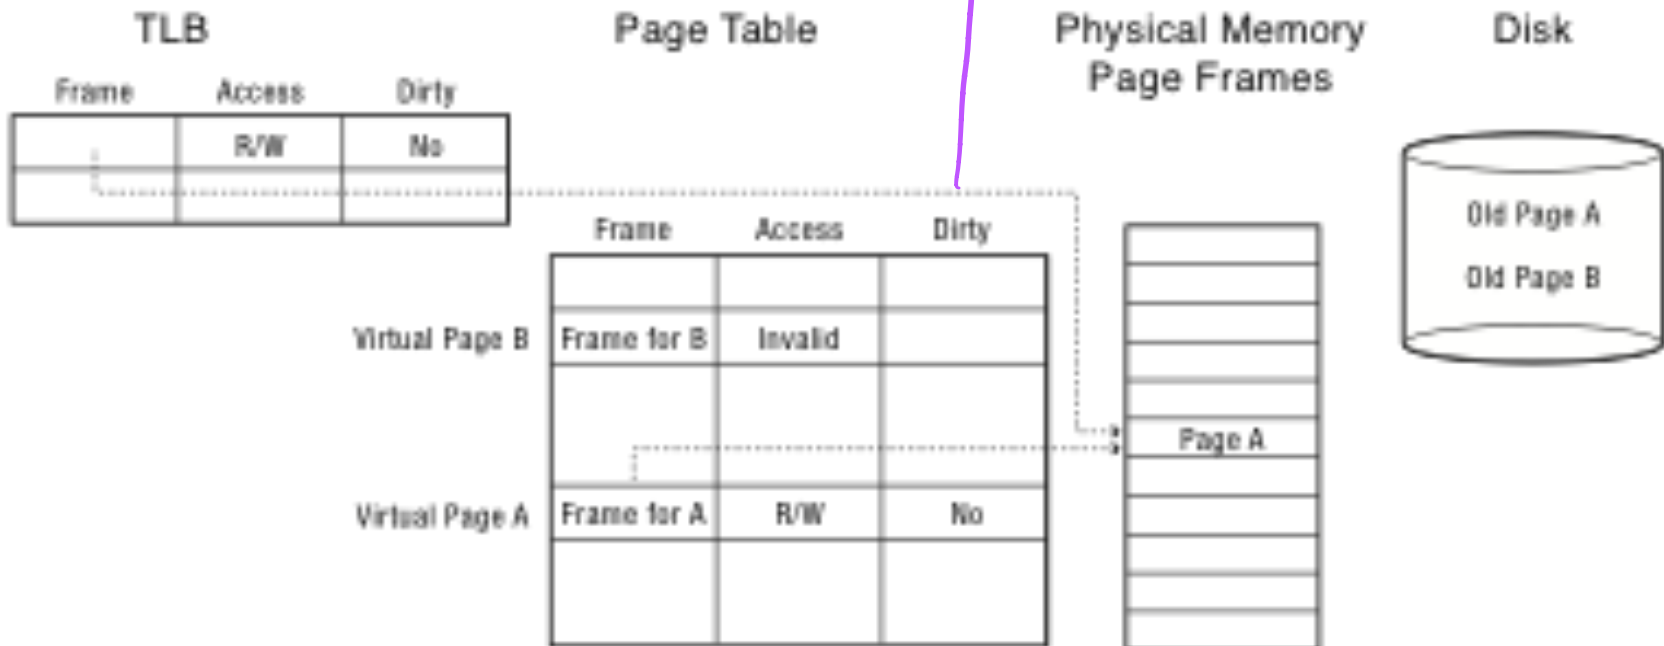 TLB
Page Table
Physical Memory
Page Frames
Disk
Frame Access Dirty
R/W No
Frame Access Dirty
Virtual Page B Frame for B Invalid
Virtual Page A Frame for A R/W No
Page A
Old Page A
Old Page B